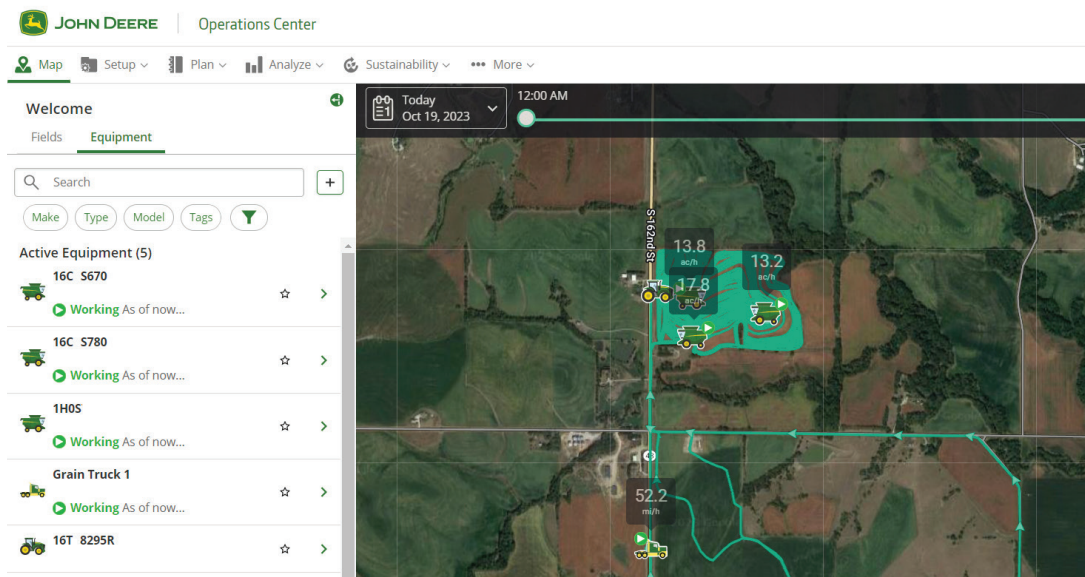 JOHN DEERE
Operations Center
Map
Setup
Plan
Analyze
Sustainability
More
Welcome
Fields
Equipment
Search
Make
Type
Model
Tags
Active Equipment (5)
16C S670
Working As of now...
16C S780
Working As of now...
1H0S
Working As of now...
Grain Truck 1
Working As of now...
16T 8295R
Today
Oct 19, 2023
12:00 AM
S-162nd-St
13.8
ac/h
13.2
ac/h
17.8
ac/h
52.2
mi/h